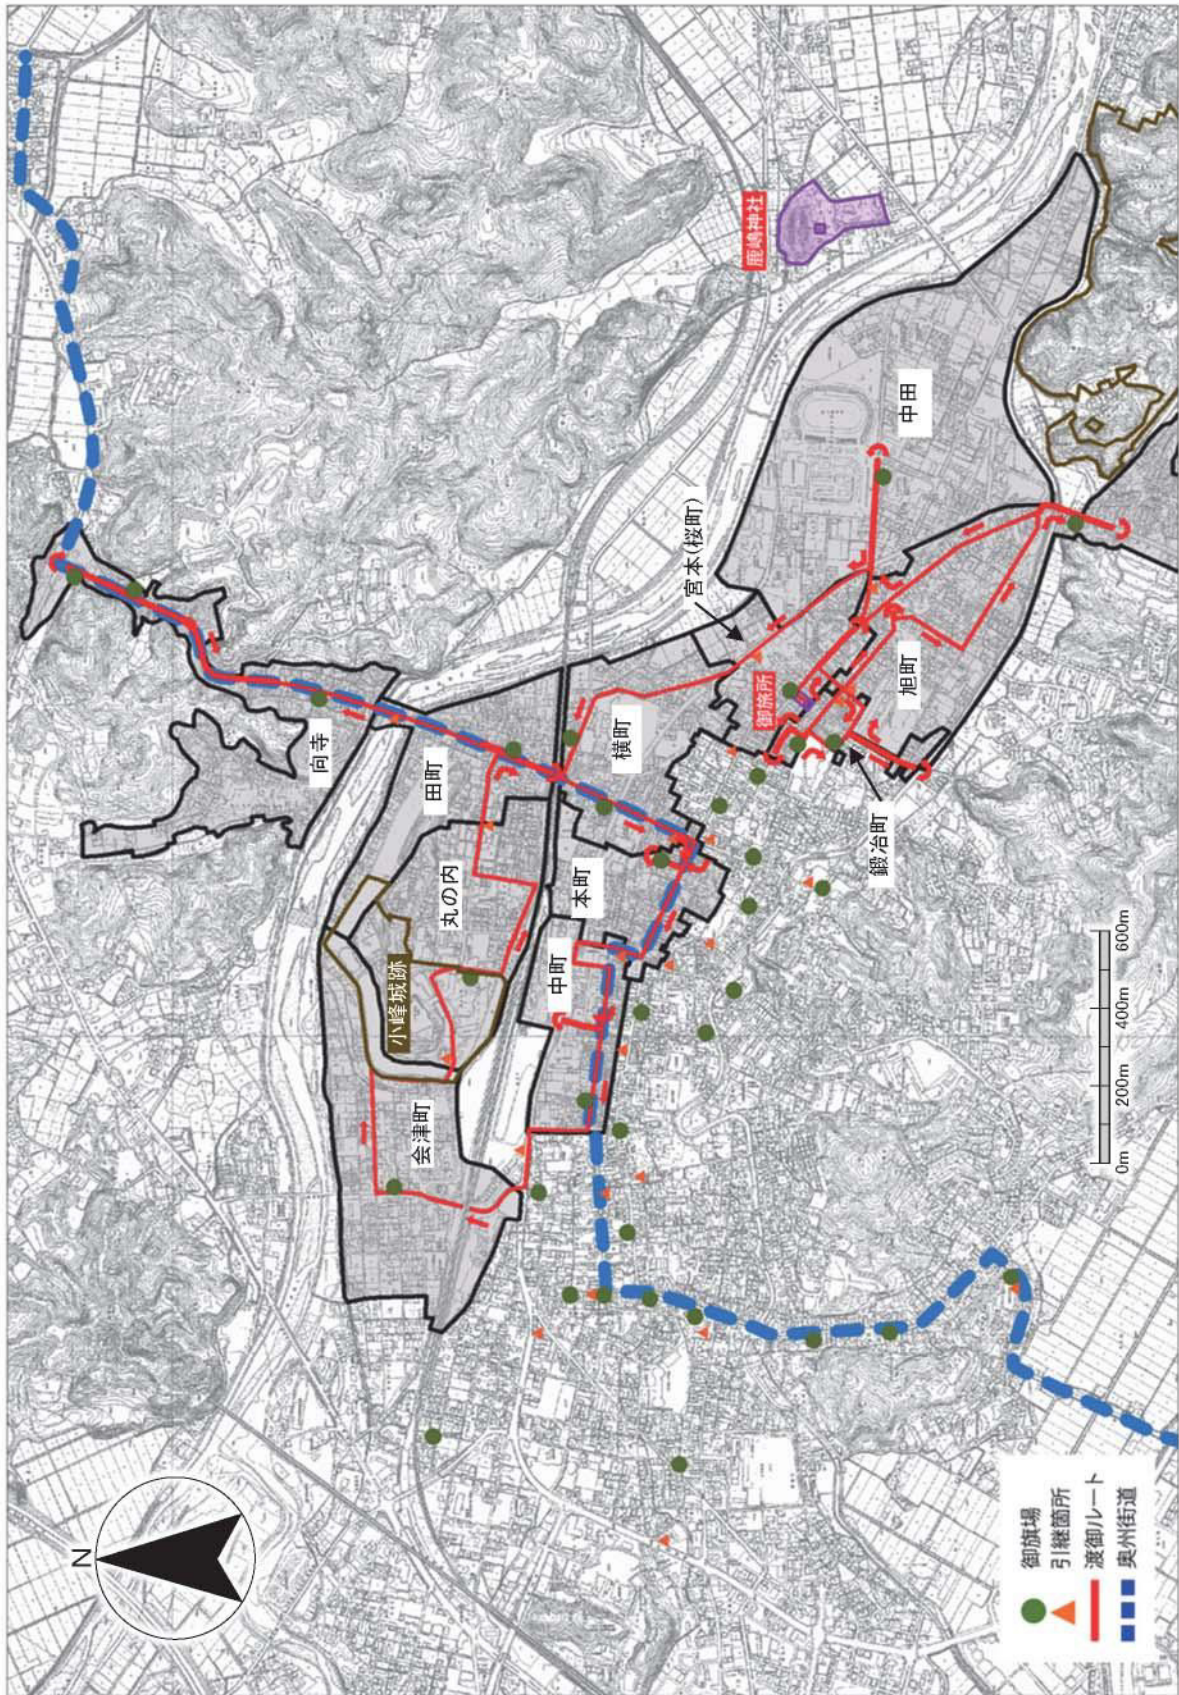 N
鹿嶋神社
中田
宮本(桜町)
御旅所
旭町
横町
鍛冶町
向寺
田町
丸の内
本町
中町
小峰城跡
会津町
0m
200m
400m
600m
御旗場
引継箇所
渡御ルート
奥州街道